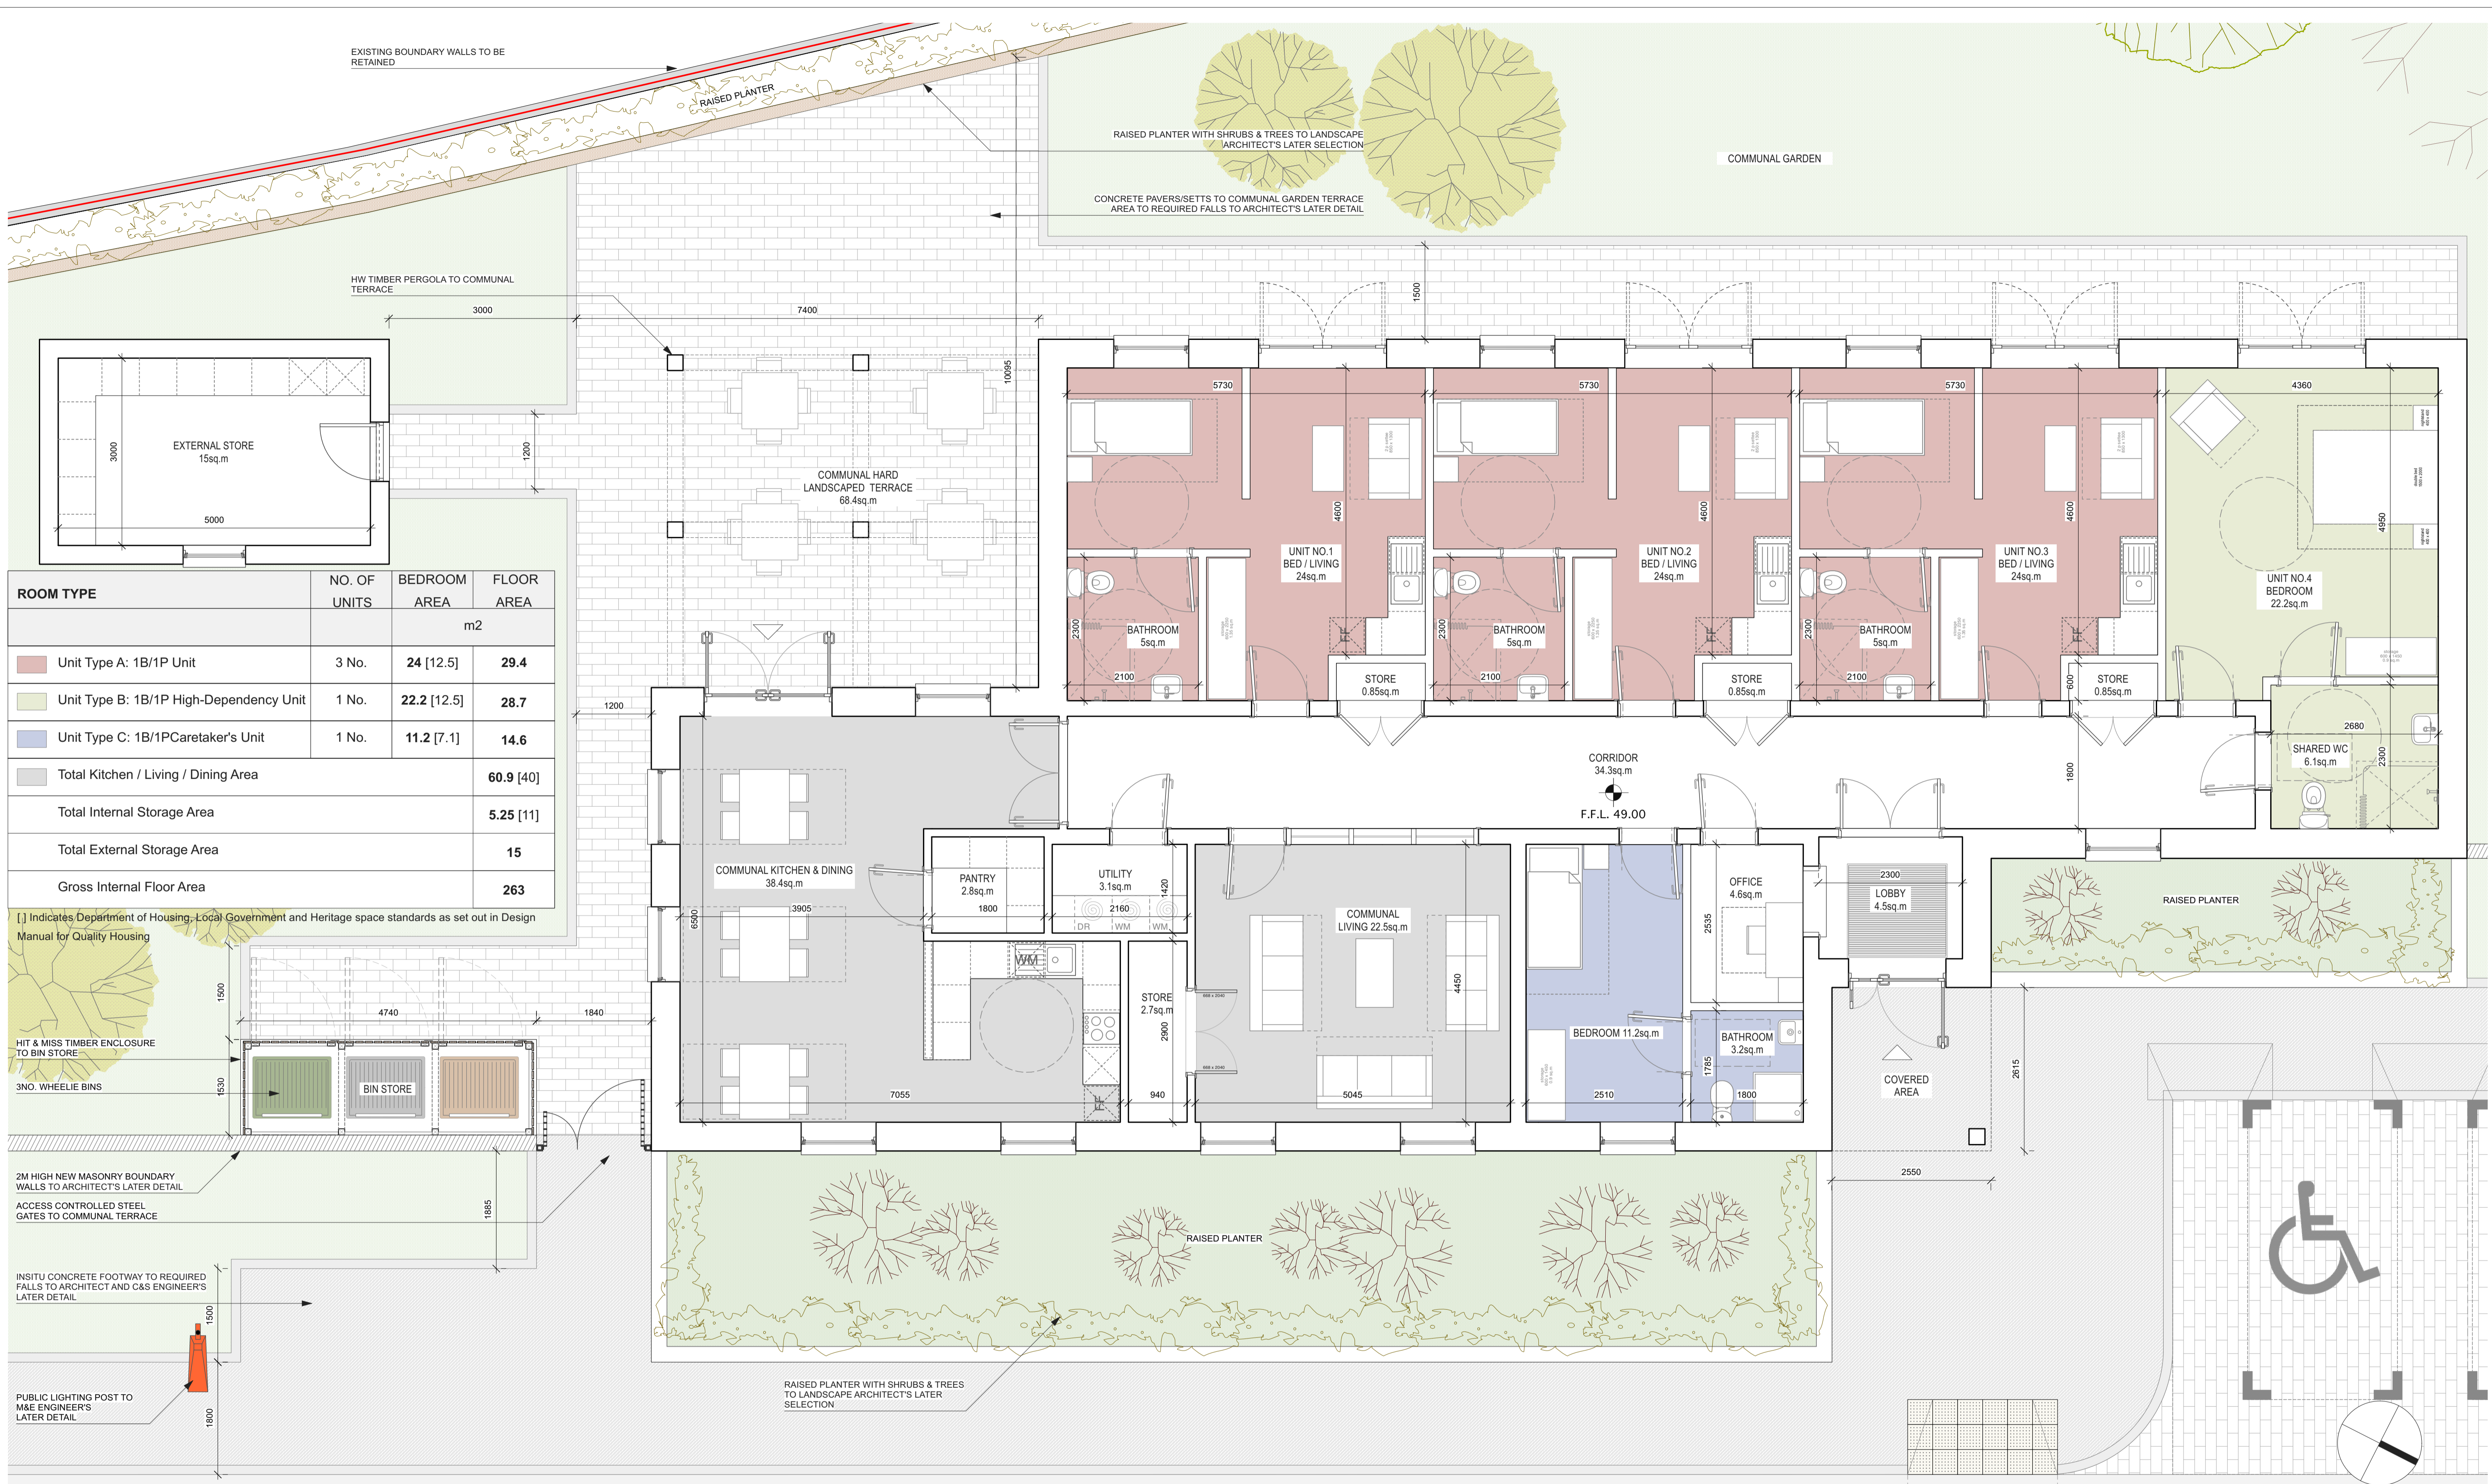 EXISTING BOUNDARY WALLS TO BE
RETAINED
RAISED PLANTER
RAISED PLANTER WITH SHRUBS & TREES TO LANDSCAPE
ARCHITECT'S LATER SELECTION
COMMUNAL GARDEN
CONCRETE PAVERS/SETTS TO COMMUNAL GARDEN TERRACE
AREA TO REQUIRED FALLS TO ARCHITECT'S LATER DETAIL
HW TIMBER PERGOLA TO COMMUNAL
TERRACE
3000
7400
1500
10095
EXTERNAL STORE
15sq.m
3000
5000
1200
COMMUNAL HARD
LANDSCAPED TERRACE
68.4sq.m
5730
5730
5730
4360
4600
4600
4600
4950
UNIT NO.1
BED / LIVING
24sq.m
UNIT NO.2
BED / LIVING
24sq.m
UNIT NO.3
BED / LIVING
24sq.m
UNIT NO.4
BEDROOM
22.2sq.m
BATHROOM
5sq.m
BATHROOM
5sq.m
BATHROOM
5sq.m
2300
2300
2300
2100
2100
2100
FF
FF
FF
STORE
0.85sq.m
STORE
0.85sq.m
STORE
0.85sq.m
600
ROOM TYPE
NO. OF
UNITS
BEDROOM
AREA
FLOOR
AREA
m2
Unit Type A: 1B/1P Unit 3 No. 24 [12.5] 29.4
Unit Type B: 1B/1P High-Dependency Unit 1 No. 22.2 [12.5] 28.7
Unit Type C: 1B/1PCaretaker's Unit 1 No. 11.2 [7.1] 14.6
Total Kitchen / Living / Dining Area 60.9 [40]
Total Internal Storage Area 5.25 [11]
Total External Storage Area 15
Gross Internal Floor Area 263
[.] Indicates Department of Housing, Local Government and Heritage space standards as set out in Design
Manual for Quality Housing
1200
CORRIDOR
34.3sq.m
F.F.L. 49.00
1800
2680
SHARED WC
6.1sq.m
2300
COMMUNAL KITCHEN & DINING
38.4sq.m
3905
6500
PANTRY
2.8sq.m
1800
UTILITY
3.1sq.m
1420
2160
DR
WM
WM
WM
STORE
2.7sq.m
2900
940
668 x 2040
668 x 2040
COMMUNAL
LIVING 22.5sq.m
4450
5045
7055
FF
BEDROOM 11.2sq.m
2510
OFFICE
4.6sq.m
2535
BATHROOM
3.2sq.m
1785
1800
2300
LOBBY
4.5sq.m
RAISED PLANTER
COVERED
AREA
2615
2550
1500
4740
1840
1530
HIT & MISS TIMBER ENCLOSURE
TO BIN STORE
3NO. WHEELIE BINS
BIN STORE
2M HIGH NEW MASONRY BOUNDARY
WALLS TO ARCHITECT'S LATER DETAIL
ACCESS CONTROLLED STEEL
GATES TO COMMUNAL TERRACE
1885
RAISED PLANTER
INSITU CONCRETE FOOTWAY TO REQUIRED
FALLS TO ARCHITECT AND C&S ENGINEER'S
LATER DETAIL
1500
PUBLIC LIGHTING POST TO
M&E ENGINEER'S
LATER DETAIL
1800
RAISED PLANTER WITH SHRUBS & TREES
TO LANDSCAPE ARCHITECT'S LATER
SELECTION